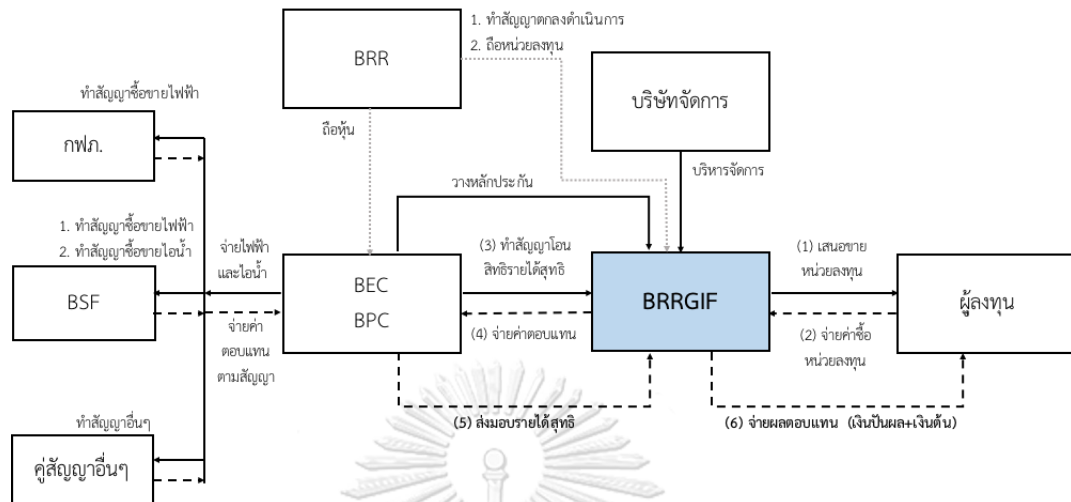 1. ทำสัญญาตกลงดำเนินการ
2. ถือหน่วยลงทุน
BRR
บริษัทจัดการ
ทำสัญญาซื้อขายไฟฟ้า
กฟภ.
ถือหุ้น
บริหารจัดการ
วางหลักประกัน
1. ทำสัญญาซื้อขายไฟฟ้า
2. ทำสัญญาซื้อขายไอน้ำ
จ่ายไฟฟ้า
และไอน้ำ
(3) ทำสัญญาโอน
สิทธิรายได้สุทธิ
(1) เสนอขาย
หน่วยลงทุน
BSF
BEC
BPC
BRRGIF
ผู้ลงทุน
จ่ายค่า
ตอบแทน
ตามสัญญา
(4) จ่ายค่าตอบแทน
(2) จ่ายค่าซื้อ
หน่วยลงทุน
(5) ส่งมอบรายได้สุทธิ
(6) จ่ายผลตอบแทน (เงินปันผล+เงินต้น)
ทำสัญญาอื่นๆ
คู่สัญญาอื่นๆ